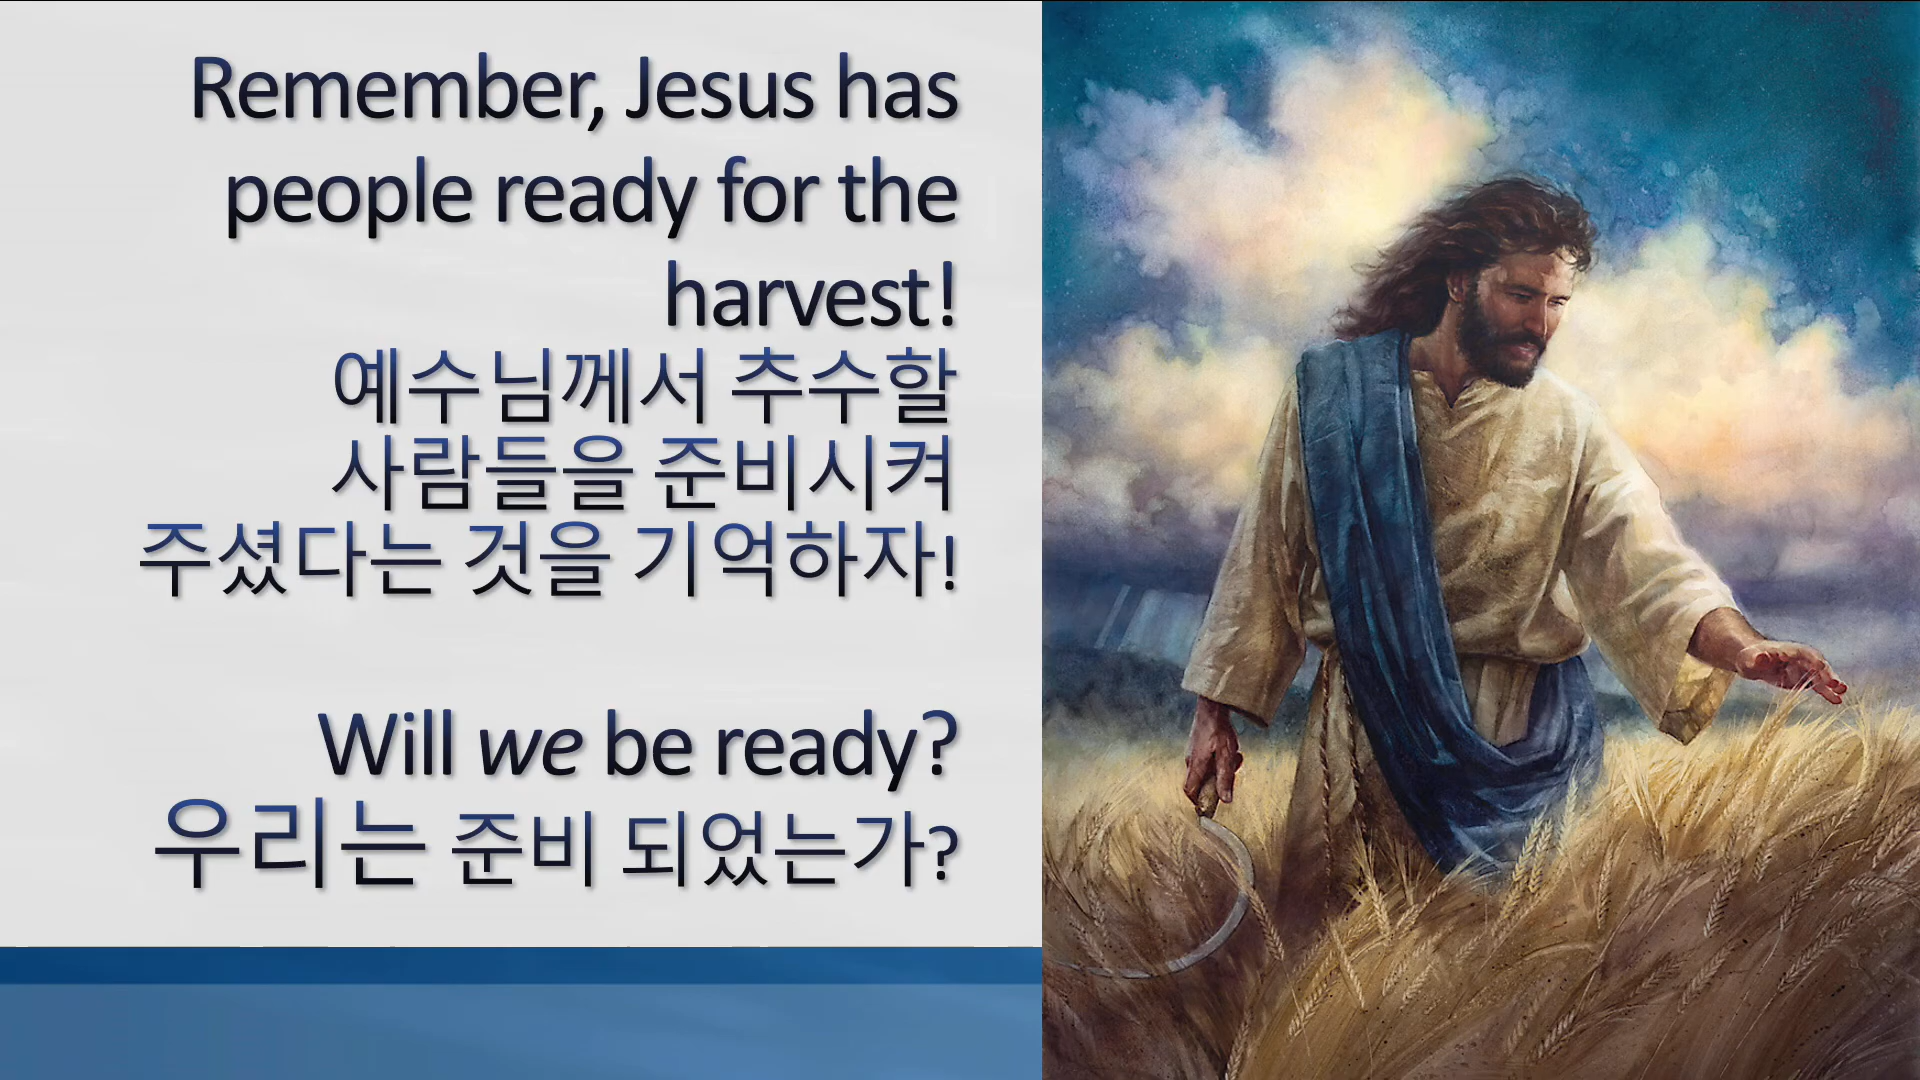 Remember, Jesus has
people ready for the
harvest!
예수님께서 추수할
사람들을 준비시켜
주셨다는 것을 기억하자!
Will we be ready?
우리는 준비 되었는가?